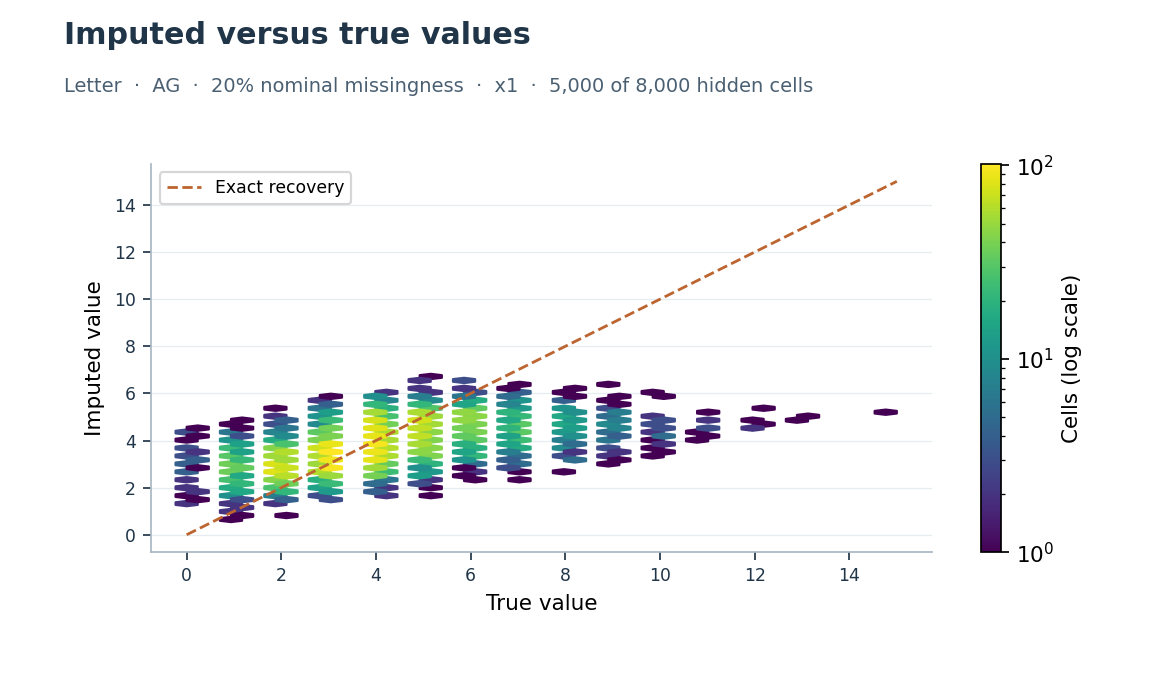 Imputed versus true values
Letter · AG · 20% nominal missingness · x1 · 5,000 of 8,000 hidden cells
Exact recovery
Imputed value
14
12
10
8
6
4
2
0
0 2 4 6 8 10 12 14
True value
10²
10¹
10⁰
Cells (log scale)